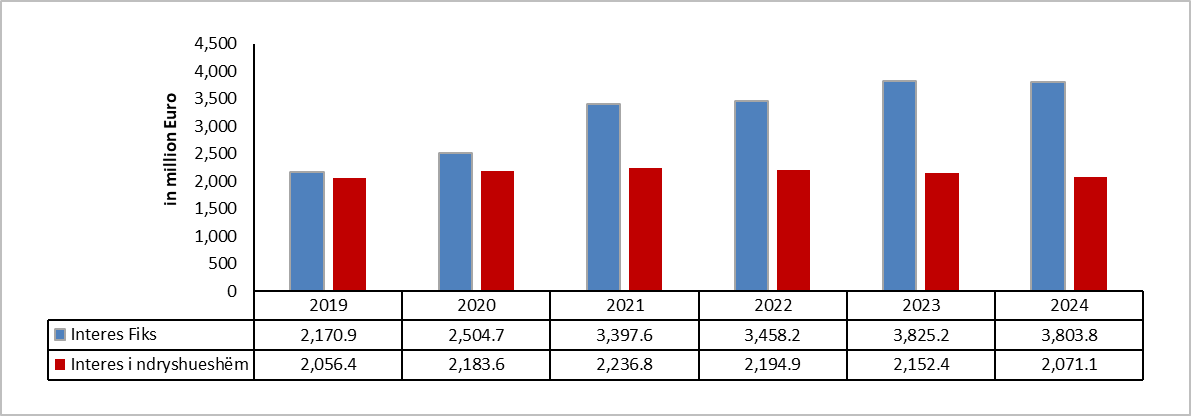 4,500
4,000
3,500
3,000
2,500
2,000
1,500
1,000
500
0
in million Euro
2019 2020 2021 2022 2023 2024
Interes Fiks 2,170.9 2,504.7 3,397.6 3,458.2 3,825.2 3,803.8
Interes i ndryshueshëm 2,056.4 2,183.6 2,236.8 2,194.9 2,152.4 2,071.1